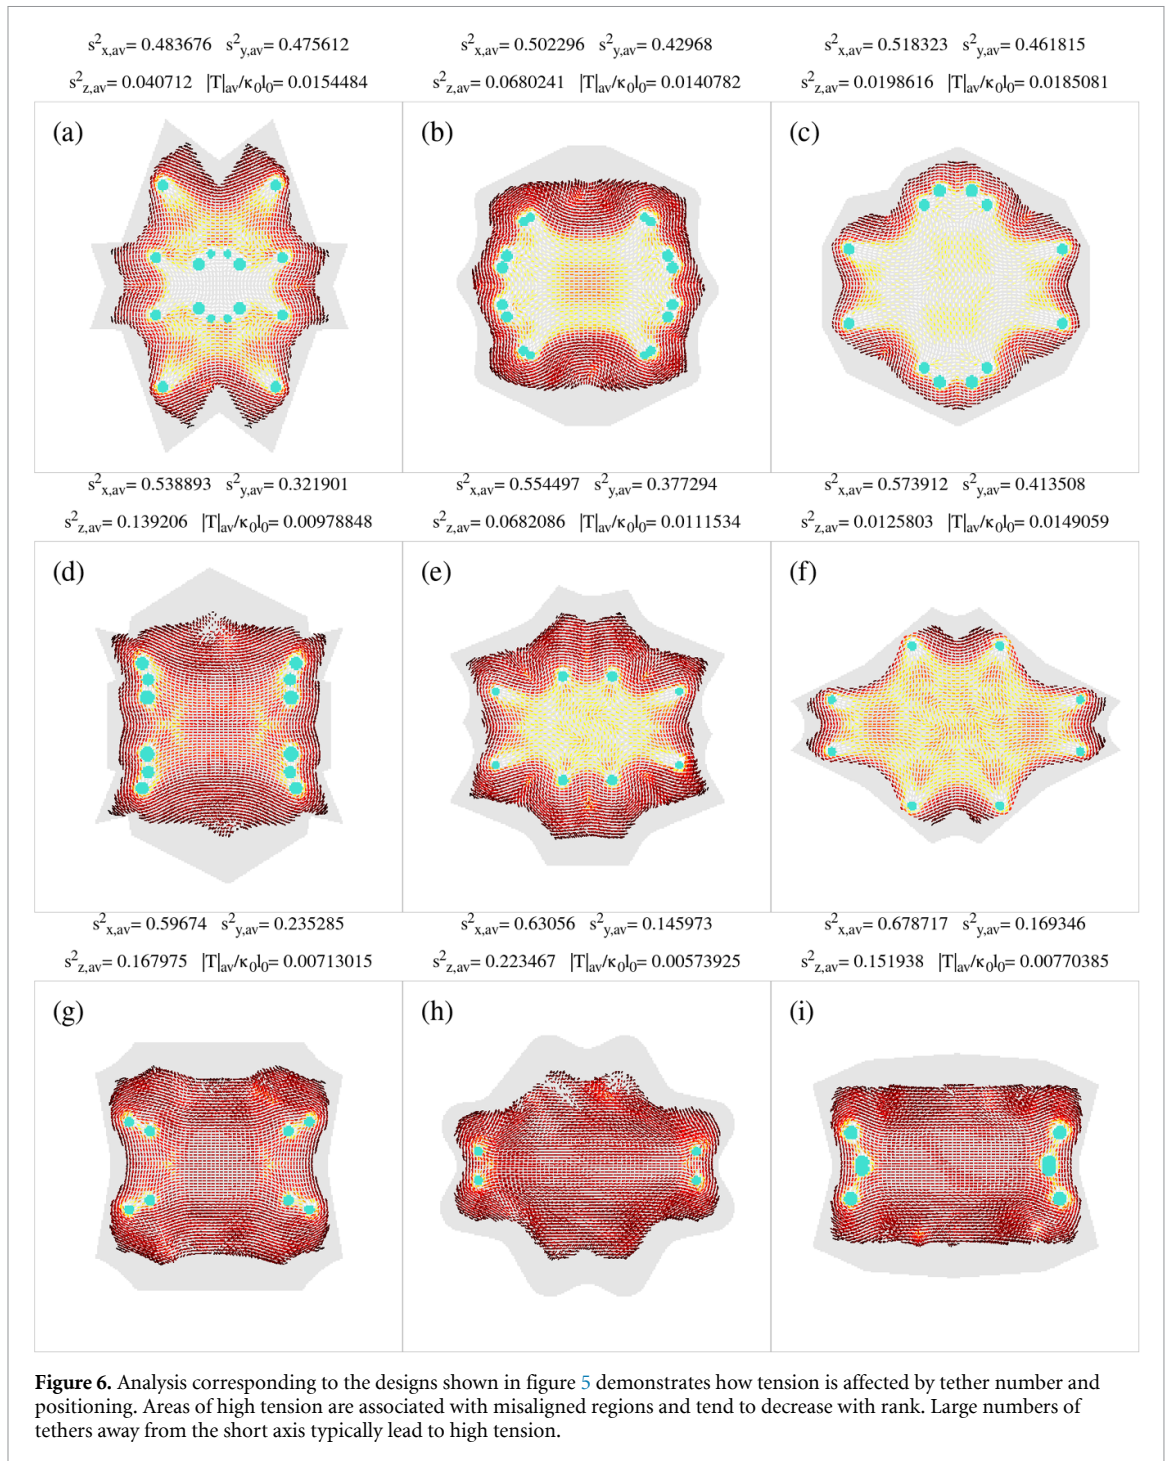 s²x,av= 0.483676 s²y,av= 0.475612
s²z,av= 0.040712 |T|av/κ0l0= 0.0154484
(a)
s²x,av= 0.502296 s²y,av= 0.42968
s²z,av= 0.0680241 |T|av/κ0l0= 0.0140782
(b)
s²x,av= 0.518323 s²y,av= 0.461815
s²z,av= 0.0198616 |T|av/κ0l0= 0.0185081
(c)
s²x,av= 0.538893 s²y,av= 0.321901
s²z,av= 0.139206 |T|av/κ0l0= 0.00978848
(d)
s²x,av= 0.554497 s²y,av= 0.377294
s²z,av= 0.0682086 |T|av/κ0l0= 0.0111534
(e)
s²x,av= 0.573912 s²y,av= 0.413508
s²z,av= 0.0125803 |T|av/κ0l0= 0.0149059
(f)
s²x,av= 0.59674 s²y,av= 0.235285
s²z,av= 0.167975 |T|av/κ0l0= 0.00713015
(g)
s²x,av= 0.63056 s²y,av= 0.145973
s²z,av= 0.223467 |T|av/κ0l0= 0.00573925
(h)
s²x,av= 0.678717 s²y,av= 0.169346
s²z,av= 0.151938 |T|av/κ0l0= 0.00770385
(i)
Figure 6. Analysis corresponding to the designs shown in figure 5 demonstrates how tension is affected by tether number and
positioning. Areas of high tension are associated with misaligned regions and tend to decrease with rank. Large numbers of
tethers away from the short axis typically lead to high tension.